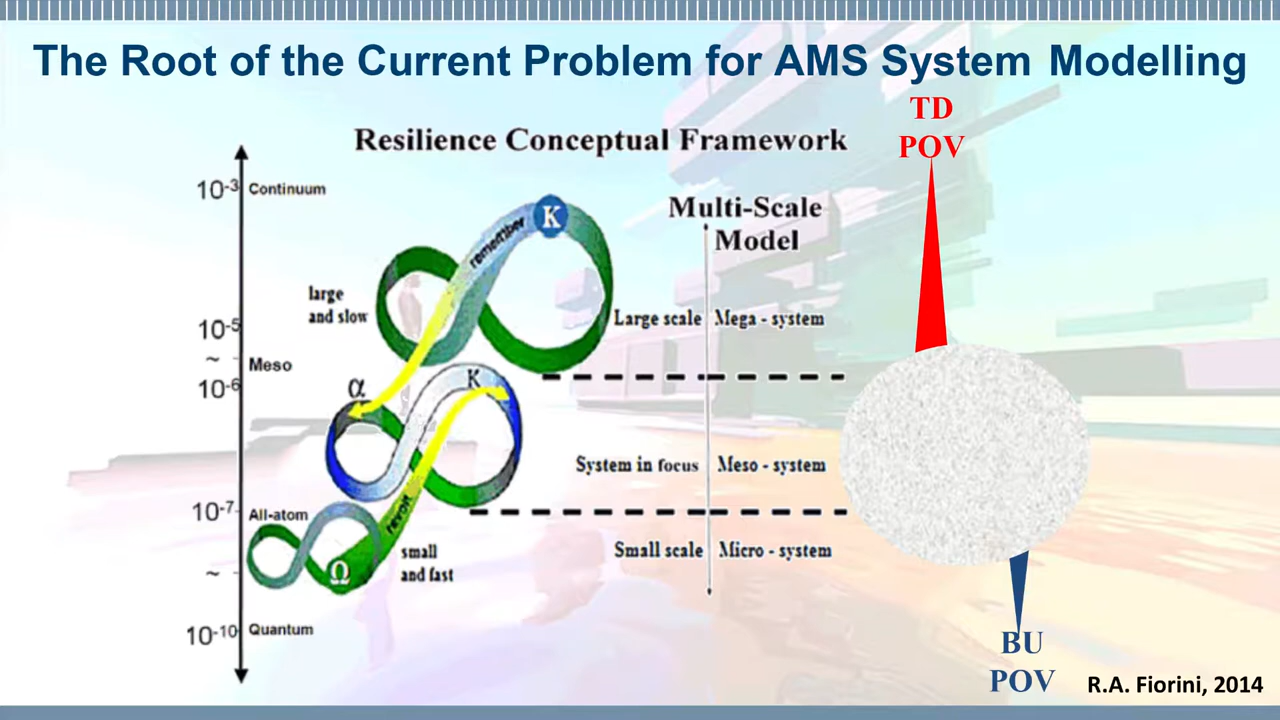 The Root of the Current Problem for AMS System Modelling
TD
POV
Resilience Conceptual Framework
10-3 Continuum
K
remember
Multi-Scale
Model
large
and slow
Large scale Mega - system
10-5
~
Meso
10-6
α
K
System in focus Meso - system
10-7 All-atom
revolt
small
and fast
Small scale Micro - system
Ω
~
10-10 Quantum
BU
POV
R.A. Fiorini, 2014